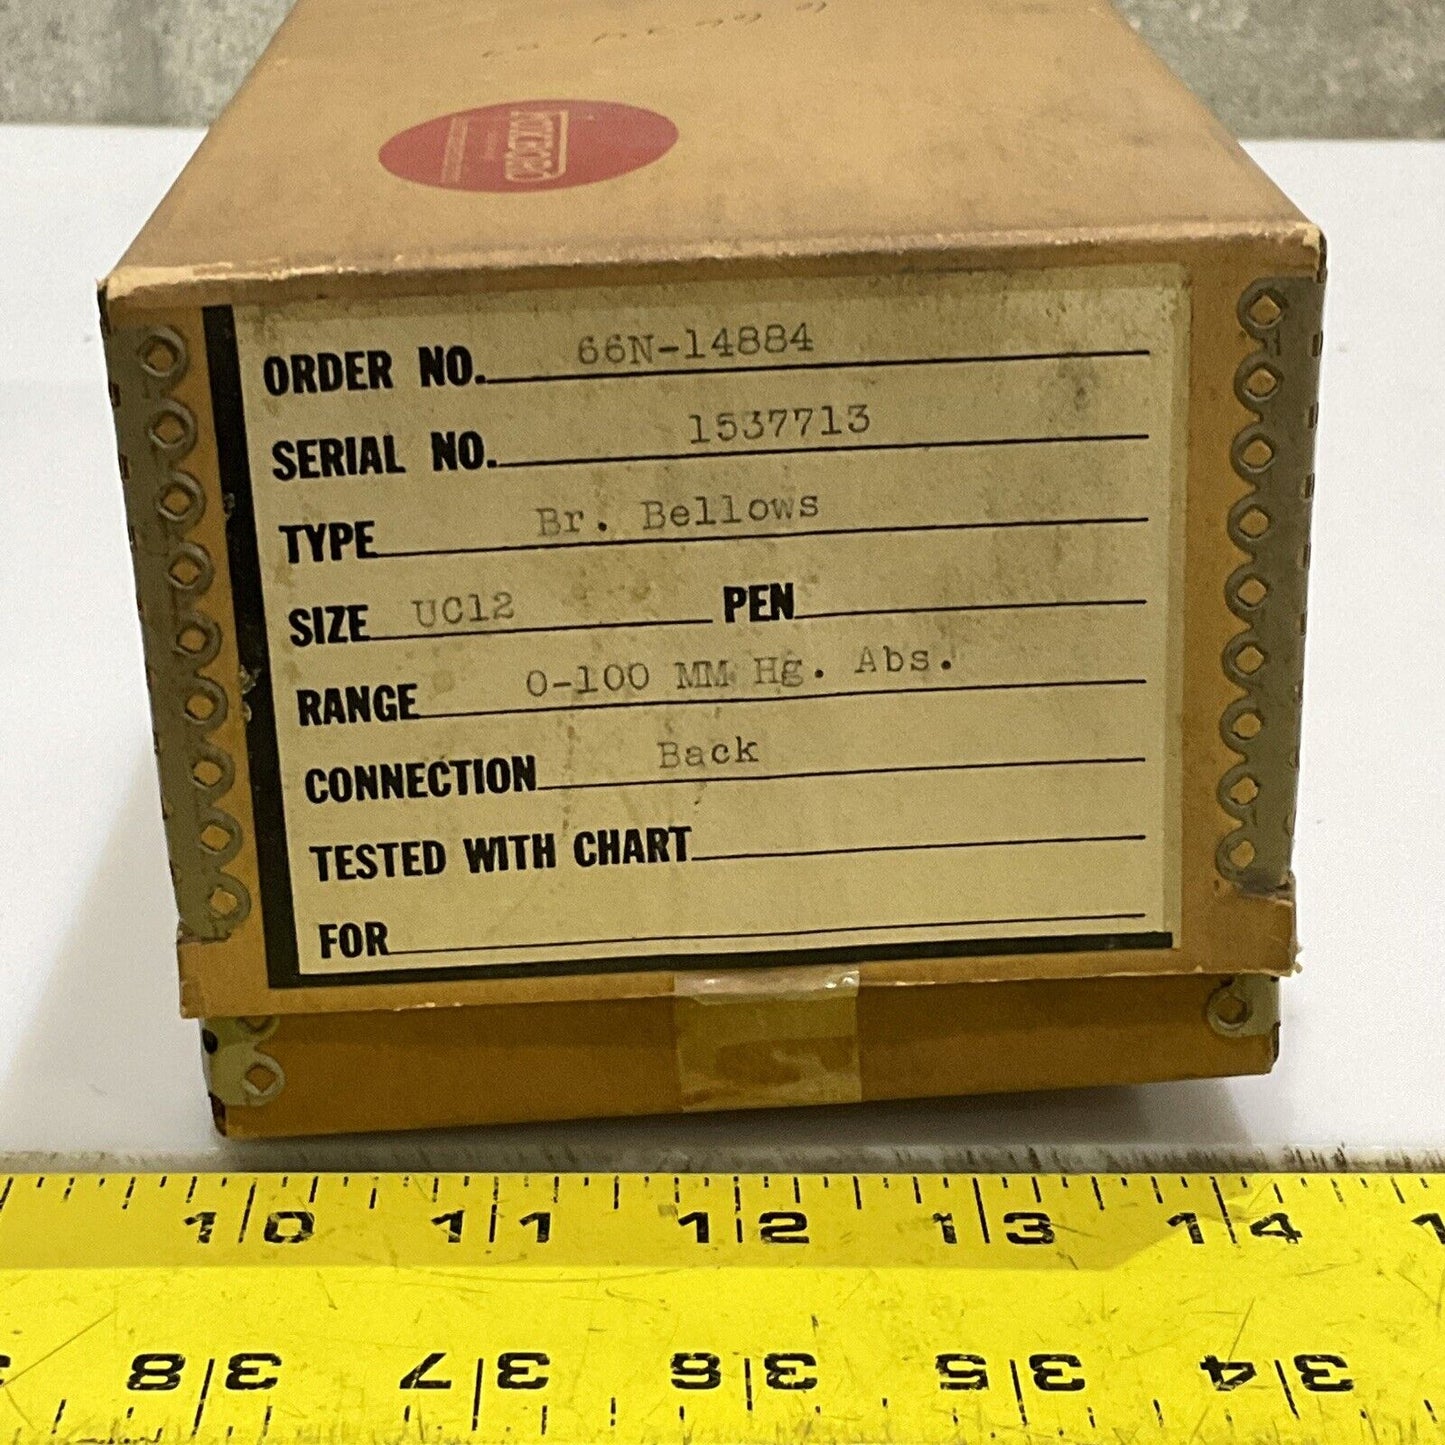 FOXBORO
ORDER NO. 66N-14884
SERIAL NO. 1537713
TYPE Br. Bellows
SIZE UC12 PEN
RANGE 0-100 MM Hg. Abs.
CONNECTION Back
TESTED WITH CHART
FOR
10 11 12 13 14
38 37 36 35 34